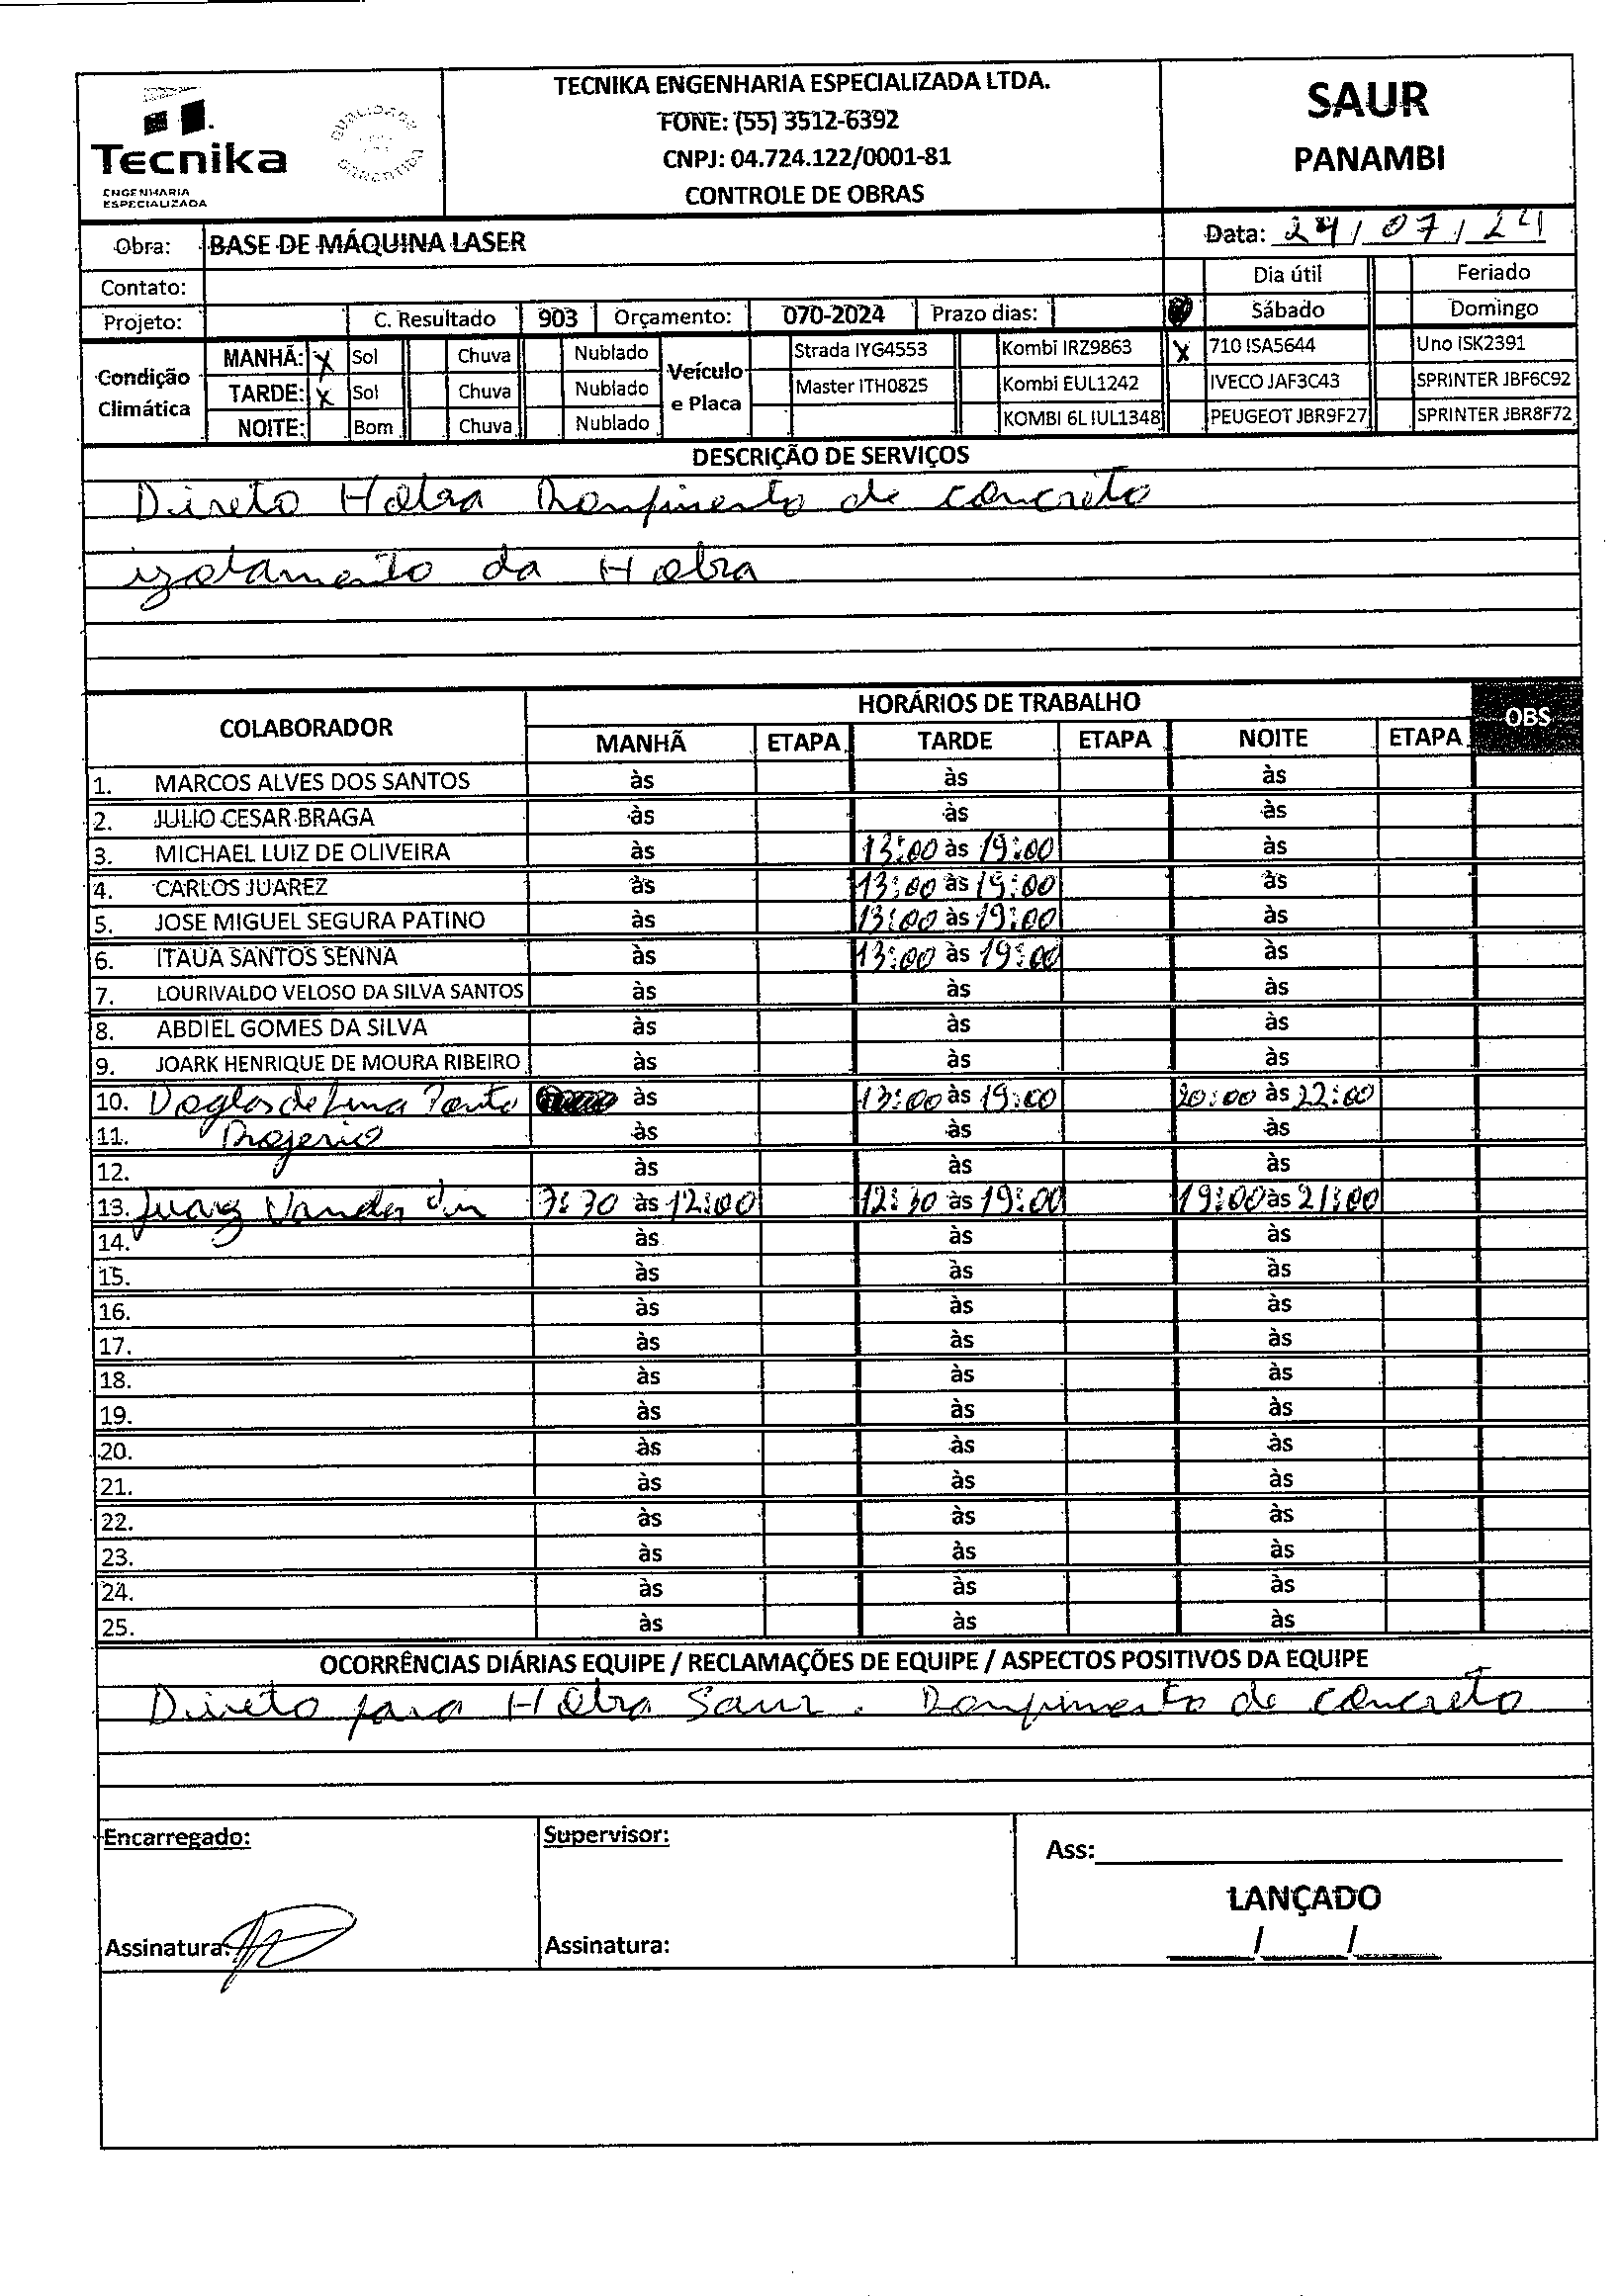 Tecnika
ENGENHARIA
ESPECIALIZADA
QUALIDADE
GARANTIDA
TECNIKA ENGENHARIA ESPECIALIZADA LTDA.
FONE: (55) 3512-6392
CNPJ: 04.724.122/0001-81
CONTROLE DE OBRAS
SAUR
PANAMBI
Obra: BASE DE MÁQUINA LASER
Data: 24/07/24
Contato:
Dia útil Feriado
Projeto: C. Resultado 903 Orçamento: 070-2024 Prazo dias: Sábado Domingo
Condição Climática
MANHÃ: X Sol Chuva Nublado
TARDE: X Sol Chuva Nublado
NOITE: Bom Chuva Nublado
Veículo e Placa
Strada IYG4553 Kombi IRZ9863 X 710 ISA5644 Uno ISK2391
Master ITH0825 Kombi EUL1242 IVECO JAF3C43 SPRINTER JBF6C92
KOMBI 6L IUL1348 PEUGEOT JBR9F27 SPRINTER JBR8F72
DESCRIÇÃO DE SERVIÇOS
Direto Hobra Ronpimento de concreto
izolamento da Hobra
COLABORADOR HORÁRIOS DE TRABALHO OBS
MANHÃ ETAPA TARDE ETAPA NOITE ETAPA
1. MARCOS ALVES DOS SANTOS às às às
2. JULIO CESAR BRAGA às às às
3. MICHAEL LUIZ DE OLIVEIRA às 13:00 às 19:00 às
4. CARLOS JUAREZ às 13:00 às 19:00 às
5. JOSE MIGUEL SEGURA PATINO às 13:00 às 19:00 às
6. ITAUA SANTOS SENNA às 13:00 às 19:00 às
7. LOURIVALDO VELOSO DA SILVA SANTOS às às às
8. ABDIEL GOMES DA SILVA às às às
9. JOARK HENRIQUE DE MOURA RIBEIRO às às às
10. Doglas de Lima Ponto às 13:00 às 19:00 20:00 às 22:00
11. Rogerio às às às
12. às às às
13. Juarez 7:30 às 12:00 12:30 às 19:00 19:00 às 21:00
14. às às às
15. às às às
16. às às às
17. às às às
18. às às às
19. às às às
20. às às às
21. às às às
22. às às às
23. às às às
24. às às às
25. às às às
OCORRÊNCIAS DIÁRIAS EQUIPE / RECLAMAÇÕES DE EQUIPE / ASPECTOS POSITIVOS DA EQUIPE
Direto para Hobra Saur. Ronpimento de concreto
Encarregado: Supervisor: Ass:
LANÇADO
Assinatura: Assinatura: / /